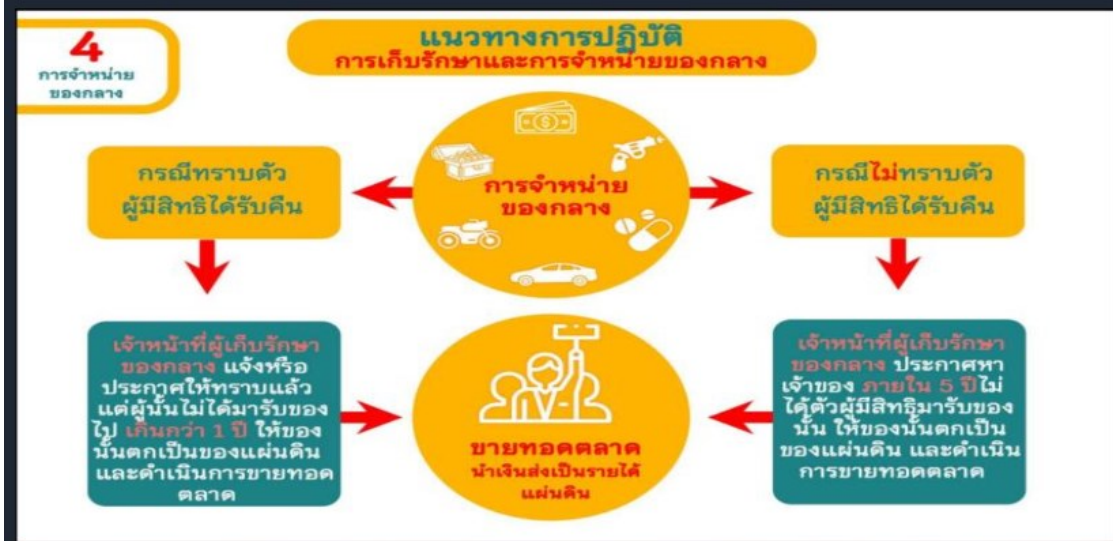 4
การจำหน่าย
ของกลาง
แนวทางการปฏิบัติ
การเก็บรักษาและการจำหน่ายของกลาง
กรณีทราบตัว
ผู้มีสิทธิได้รับคืน
การจำหน่าย
ของกลาง
กรณีไม่ทราบตัว
ผู้มีสิทธิได้รับคืน
เจ้าหน้าที่ผู้เก็บรักษา
ของกลาง แจ้งหรือ
ประกาศให้ทราบแล้ว
แต่ผู้นั้นไม่ได้มารับของ
ไป เกินกว่า 1 ปี ให้ของ
นั้นตกเป็นของแผ่นดิน
และดำเนินการขายทอด
ตลาด
ขายทอดตลาด
นำเงินส่งเป็นรายได้
แผ่นดิน
เจ้าหน้าที่ผู้เก็บรักษา
ของกลาง ประกาศหา
เจ้าของ ภายใน 5 ปีไม่
ได้ตัวผู้มีสิทธิมารับของ
นั้น ให้ของนั้นตกเป็น
ของแผ่นดิน และดำเนิน
การขายทอดตลาด